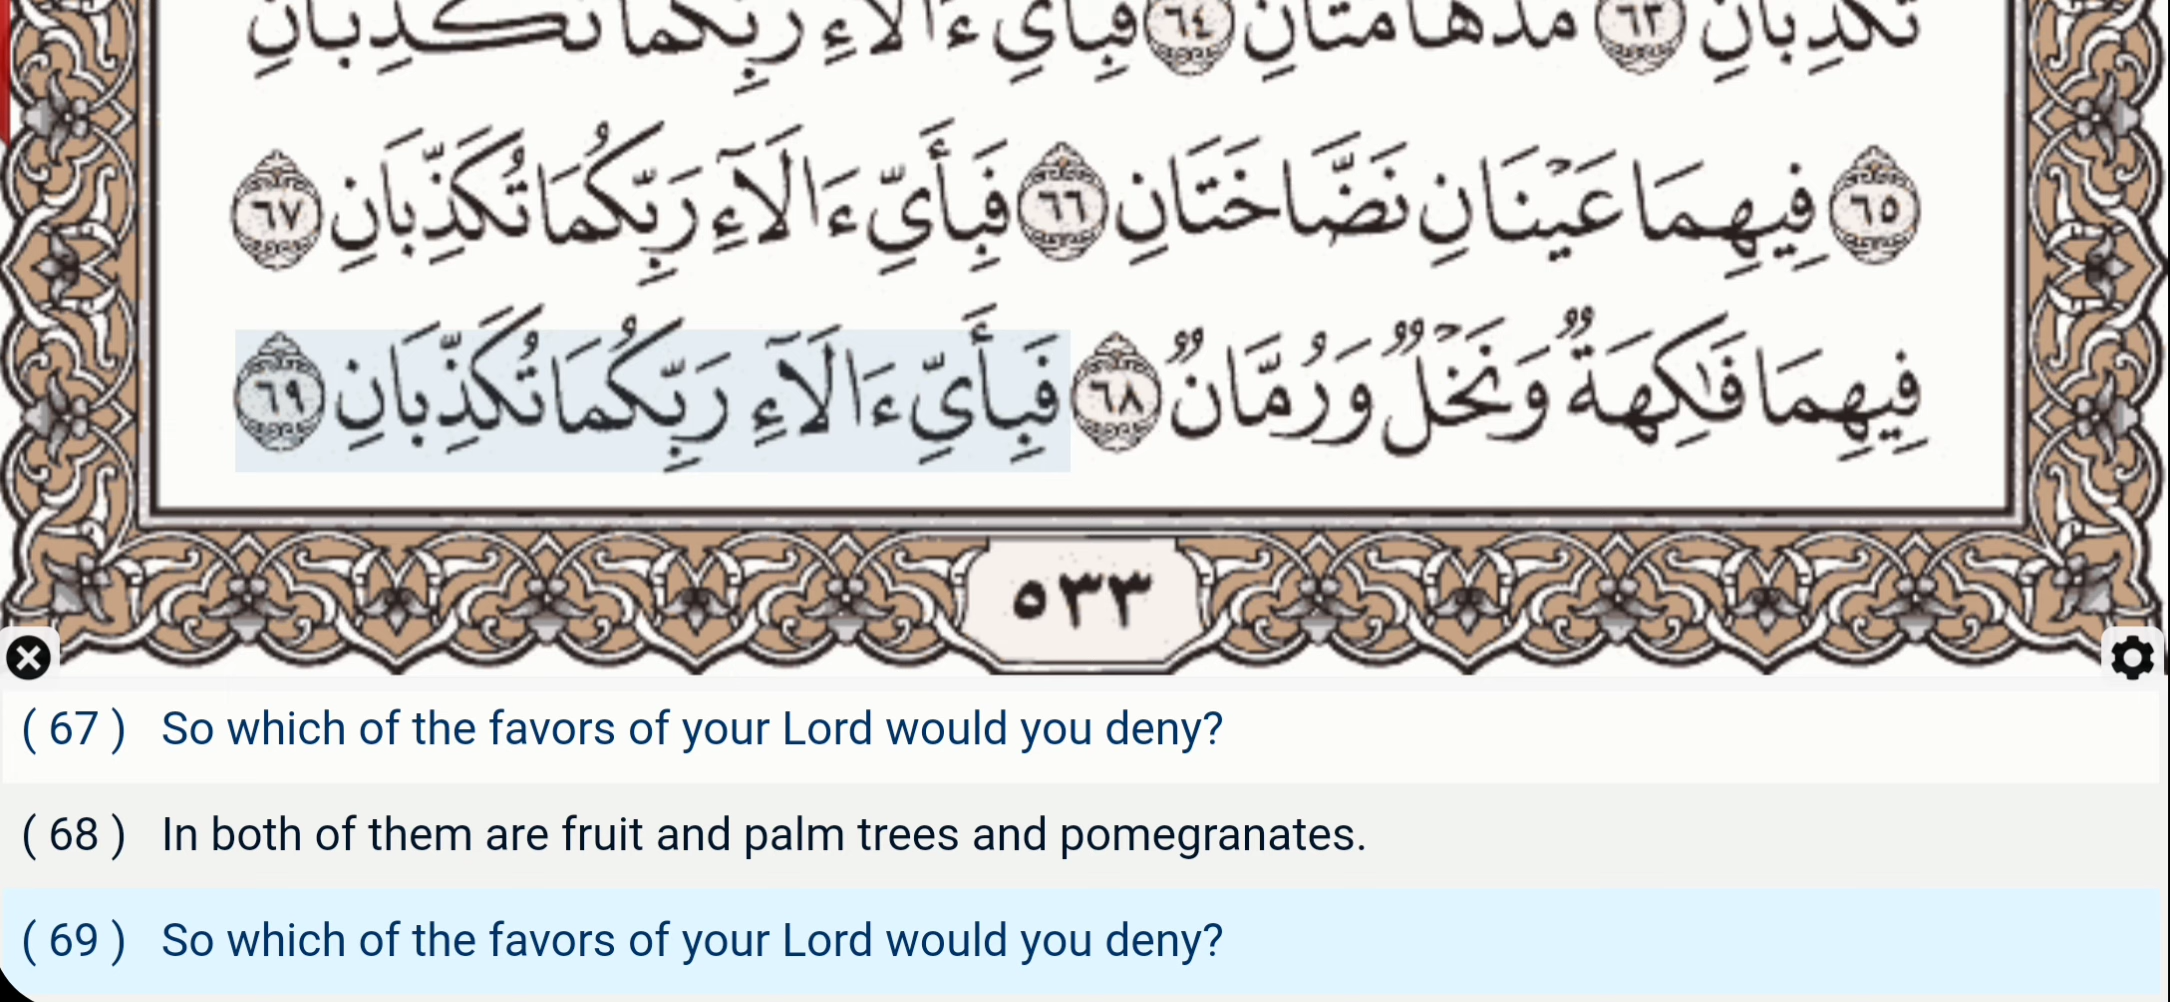 تُكَذِّبَانِ ٦٣ مُدْهَآمَّتَانِ ٦٤ فَبِأَيِّ ءَالَآءِ رَبِّكُمَا تُكَذِّبَانِ
٦٥ فِيهِمَا عَيْنَانِ نَضَّاخَتَانِ ٦٦ فَبِأَيِّ ءَالَآءِ رَبِّكُمَا تُكَذِّبَانِ ٦٧
فِيهِمَا فَٰكِهَةٌ وَنَخْلٌ وَرُمَّانٌ ٦٨ فَبِأَيِّ ءَالَآءِ رَبِّكُمَا تُكَذِّبَانِ ٦٩
٥٣٣
( 67 ) So which of the favors of your Lord would you deny?
( 68 ) In both of them are fruit and palm trees and pomegranates.
( 69 ) So which of the favors of your Lord would you deny?